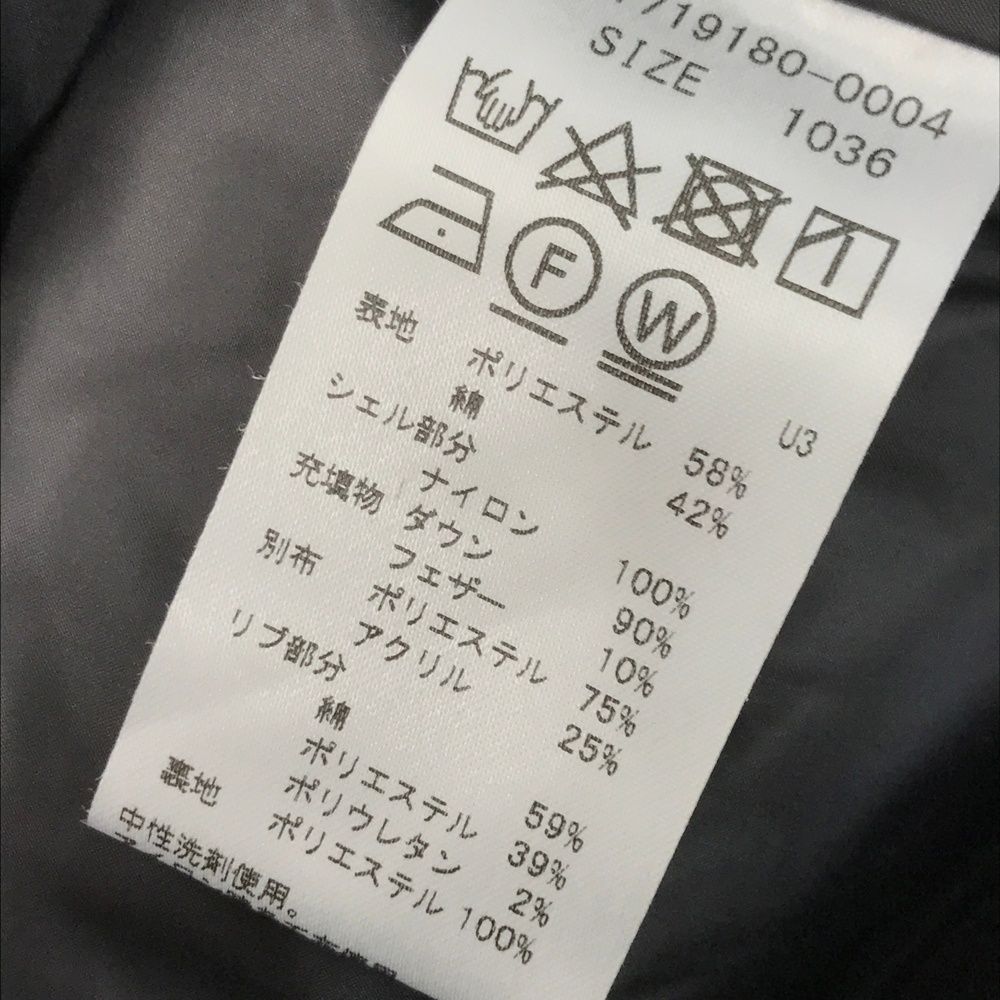 719180-0004
SIZE 1036
F
W
U3
表地 ポリエステル 58%
綿 42%
シェル部分
ナイロン 100%
充填物 ダウン 90%
フェザー 10%
別布 ポリエステル 75%
アクリル 25%
リブ部分
綿 59%
ポリエステル 39%
ポリウレタン 2%
裏地 ポリエステル 100%
中性洗剤使用。